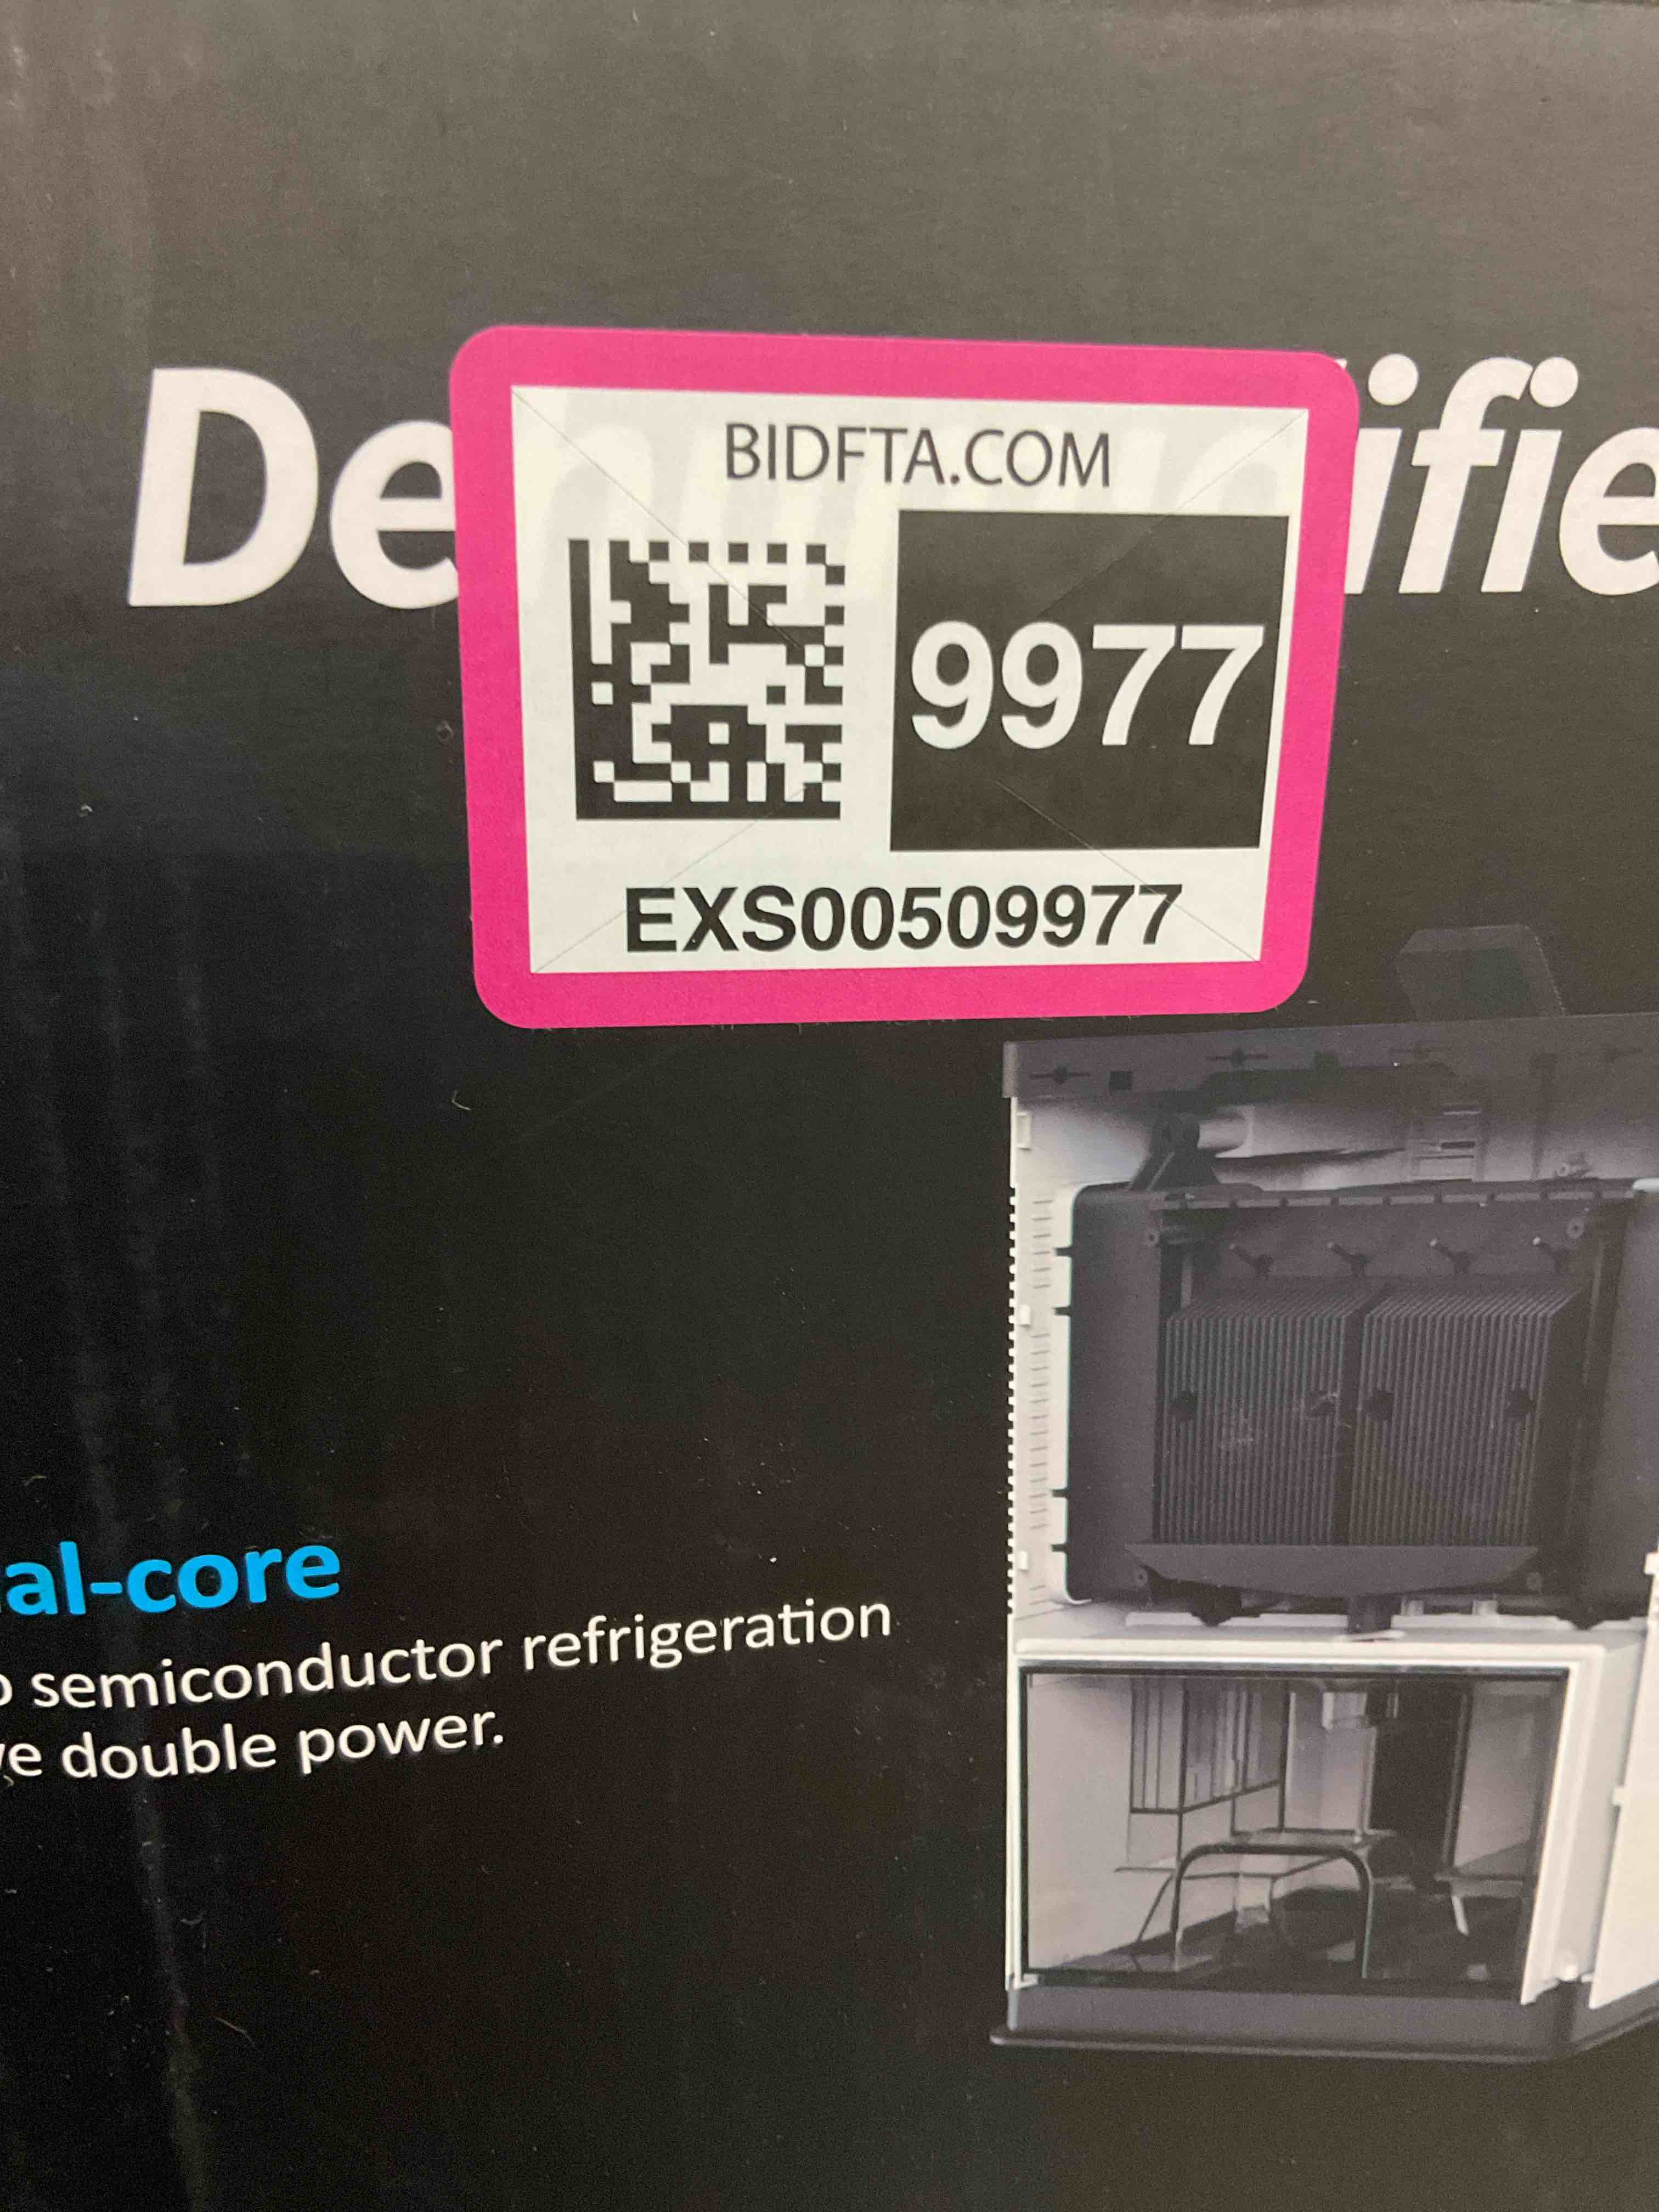 De ifie
BIDFTA.COM
9977
EXS00509977
al-core
semiconductor refrigeration
double power.